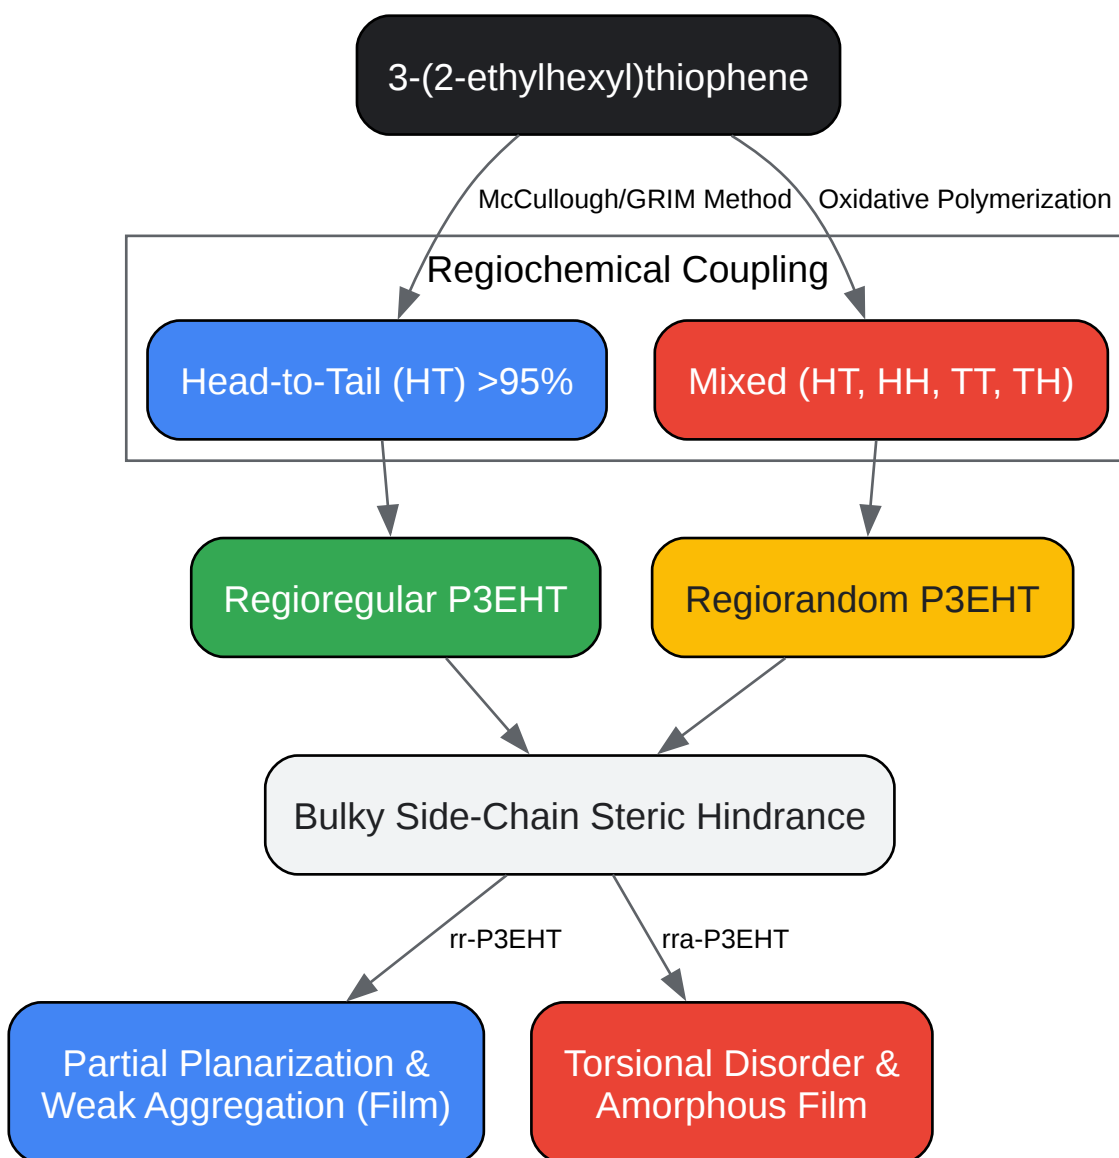 3-(2-ethylhexyl)thiophene
McCullough/GRIM Method
Oxidative Polymerization
Regiochemical Coupling
Head-to-Tail (HT) >95%
Mixed (HT, HH, TT, TH)
Regioregular P3EHT
Regiorandom P3EHT
Bulky Side-Chain Steric Hindrance
rr-P3EHT
rra-P3EHT
Partial Planarization &
Weak Aggregation (Film)
Torsional Disorder &
Amorphous Film